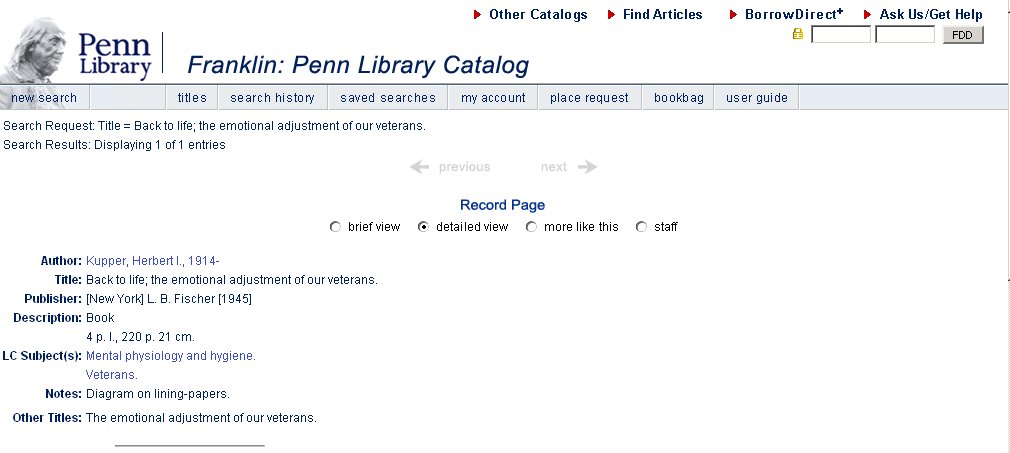 Other Catalogs Find Articles BorrowDirect+ Ask Us/Get Help
FDD
Penn
Library
Franklin: Penn Library Catalog
new search titles search history saved searches my account place request bookbag user guide
Search Request: Title = Back to life; the emotional adjustment of our veterans.
Search Results: Displaying 1 of 1 entries
previous next
Record Page
brief view detailed view more like this staff
Author: Kupper, Herbert I., 1914-
Title: Back to life; the emotional adjustment of our veterans.
Publisher: [New York] L. B. Fischer [1945]
Description: Book
4 p. l., 220 p. 21 cm.
LC Subject(s): Mental physiology and hygiene.
Veterans.
Notes: Diagram on lining-papers.
Other Titles: The emotional adjustment of our veterans.